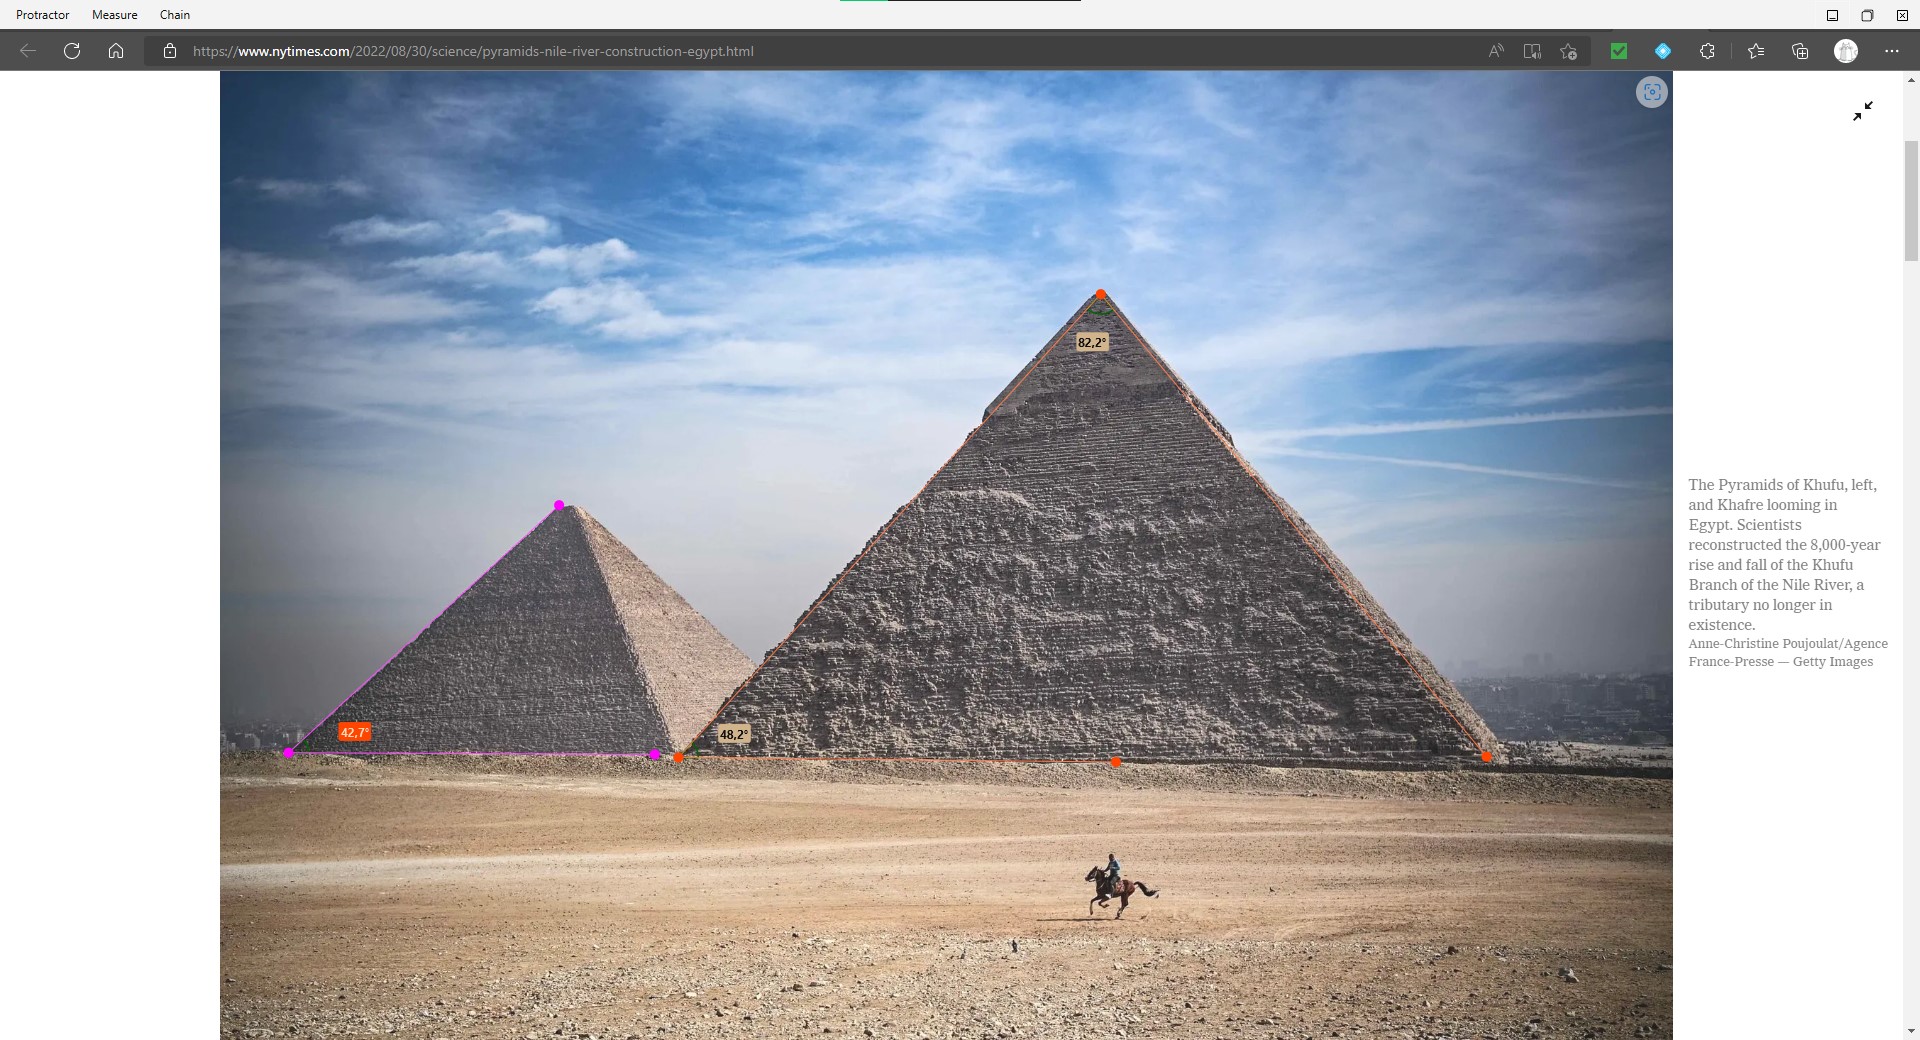 Protractor Measure Chain
https://www.nytimes.com/2022/08/30/science/pyramids-nile-river-construction-egypt.html
82,2°
42,7°
48,2°
The Pyramids of Khufu, left,
and Khafre looming in
Egypt. Scientists
reconstructed the 8,000-year
rise and fall of the Khufu
Branch of the Nile River, a
tributary no longer in
existence.
Anne-Christine Poujoulat/Agence
France-Presse — Getty Images